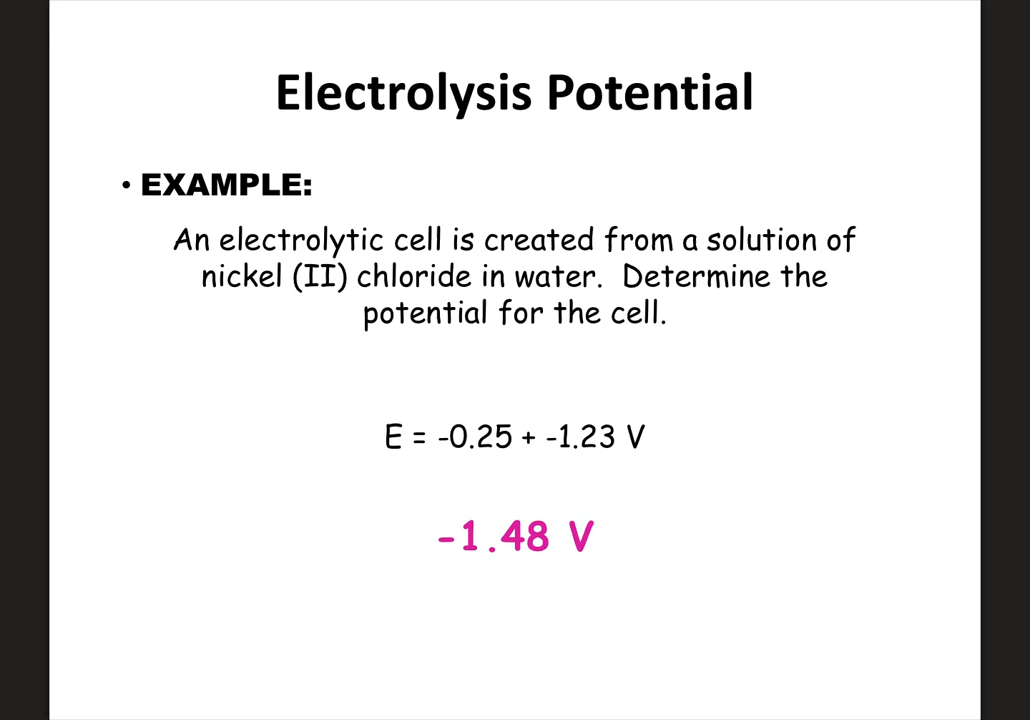 Electrolysis Potential
• EXAMPLE:
An electrolytic cell is created from a solution of
nickel (II) chloride in water.  Determine the
potential for the cell.
E = -0.25 + -1.23 V
-1.48 V